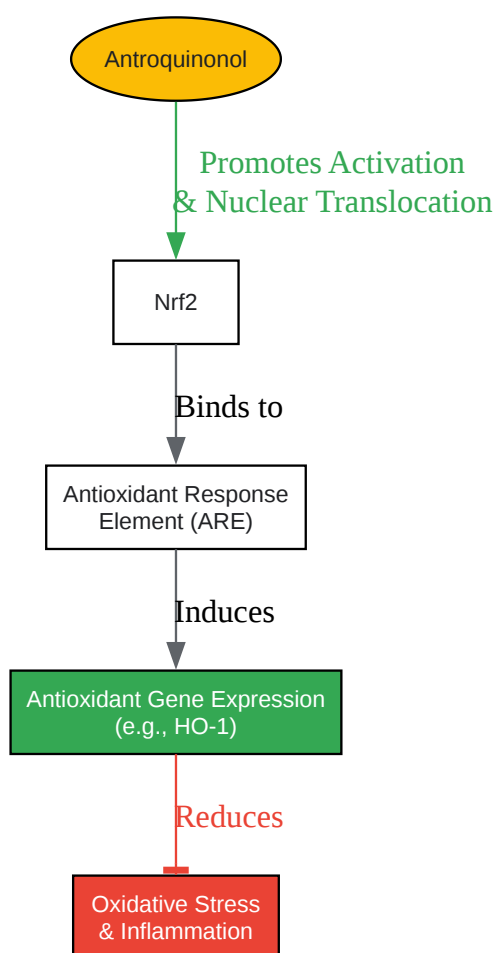 Antroquinonol
Promotes Activation
& Nuclear Translocation
Nrf2
Binds to
Antioxidant Response
Element (ARE)
Induces
Antioxidant Gene Expression
(e.g., HO-1)
Reduces
Oxidative Stress
& Inflammation